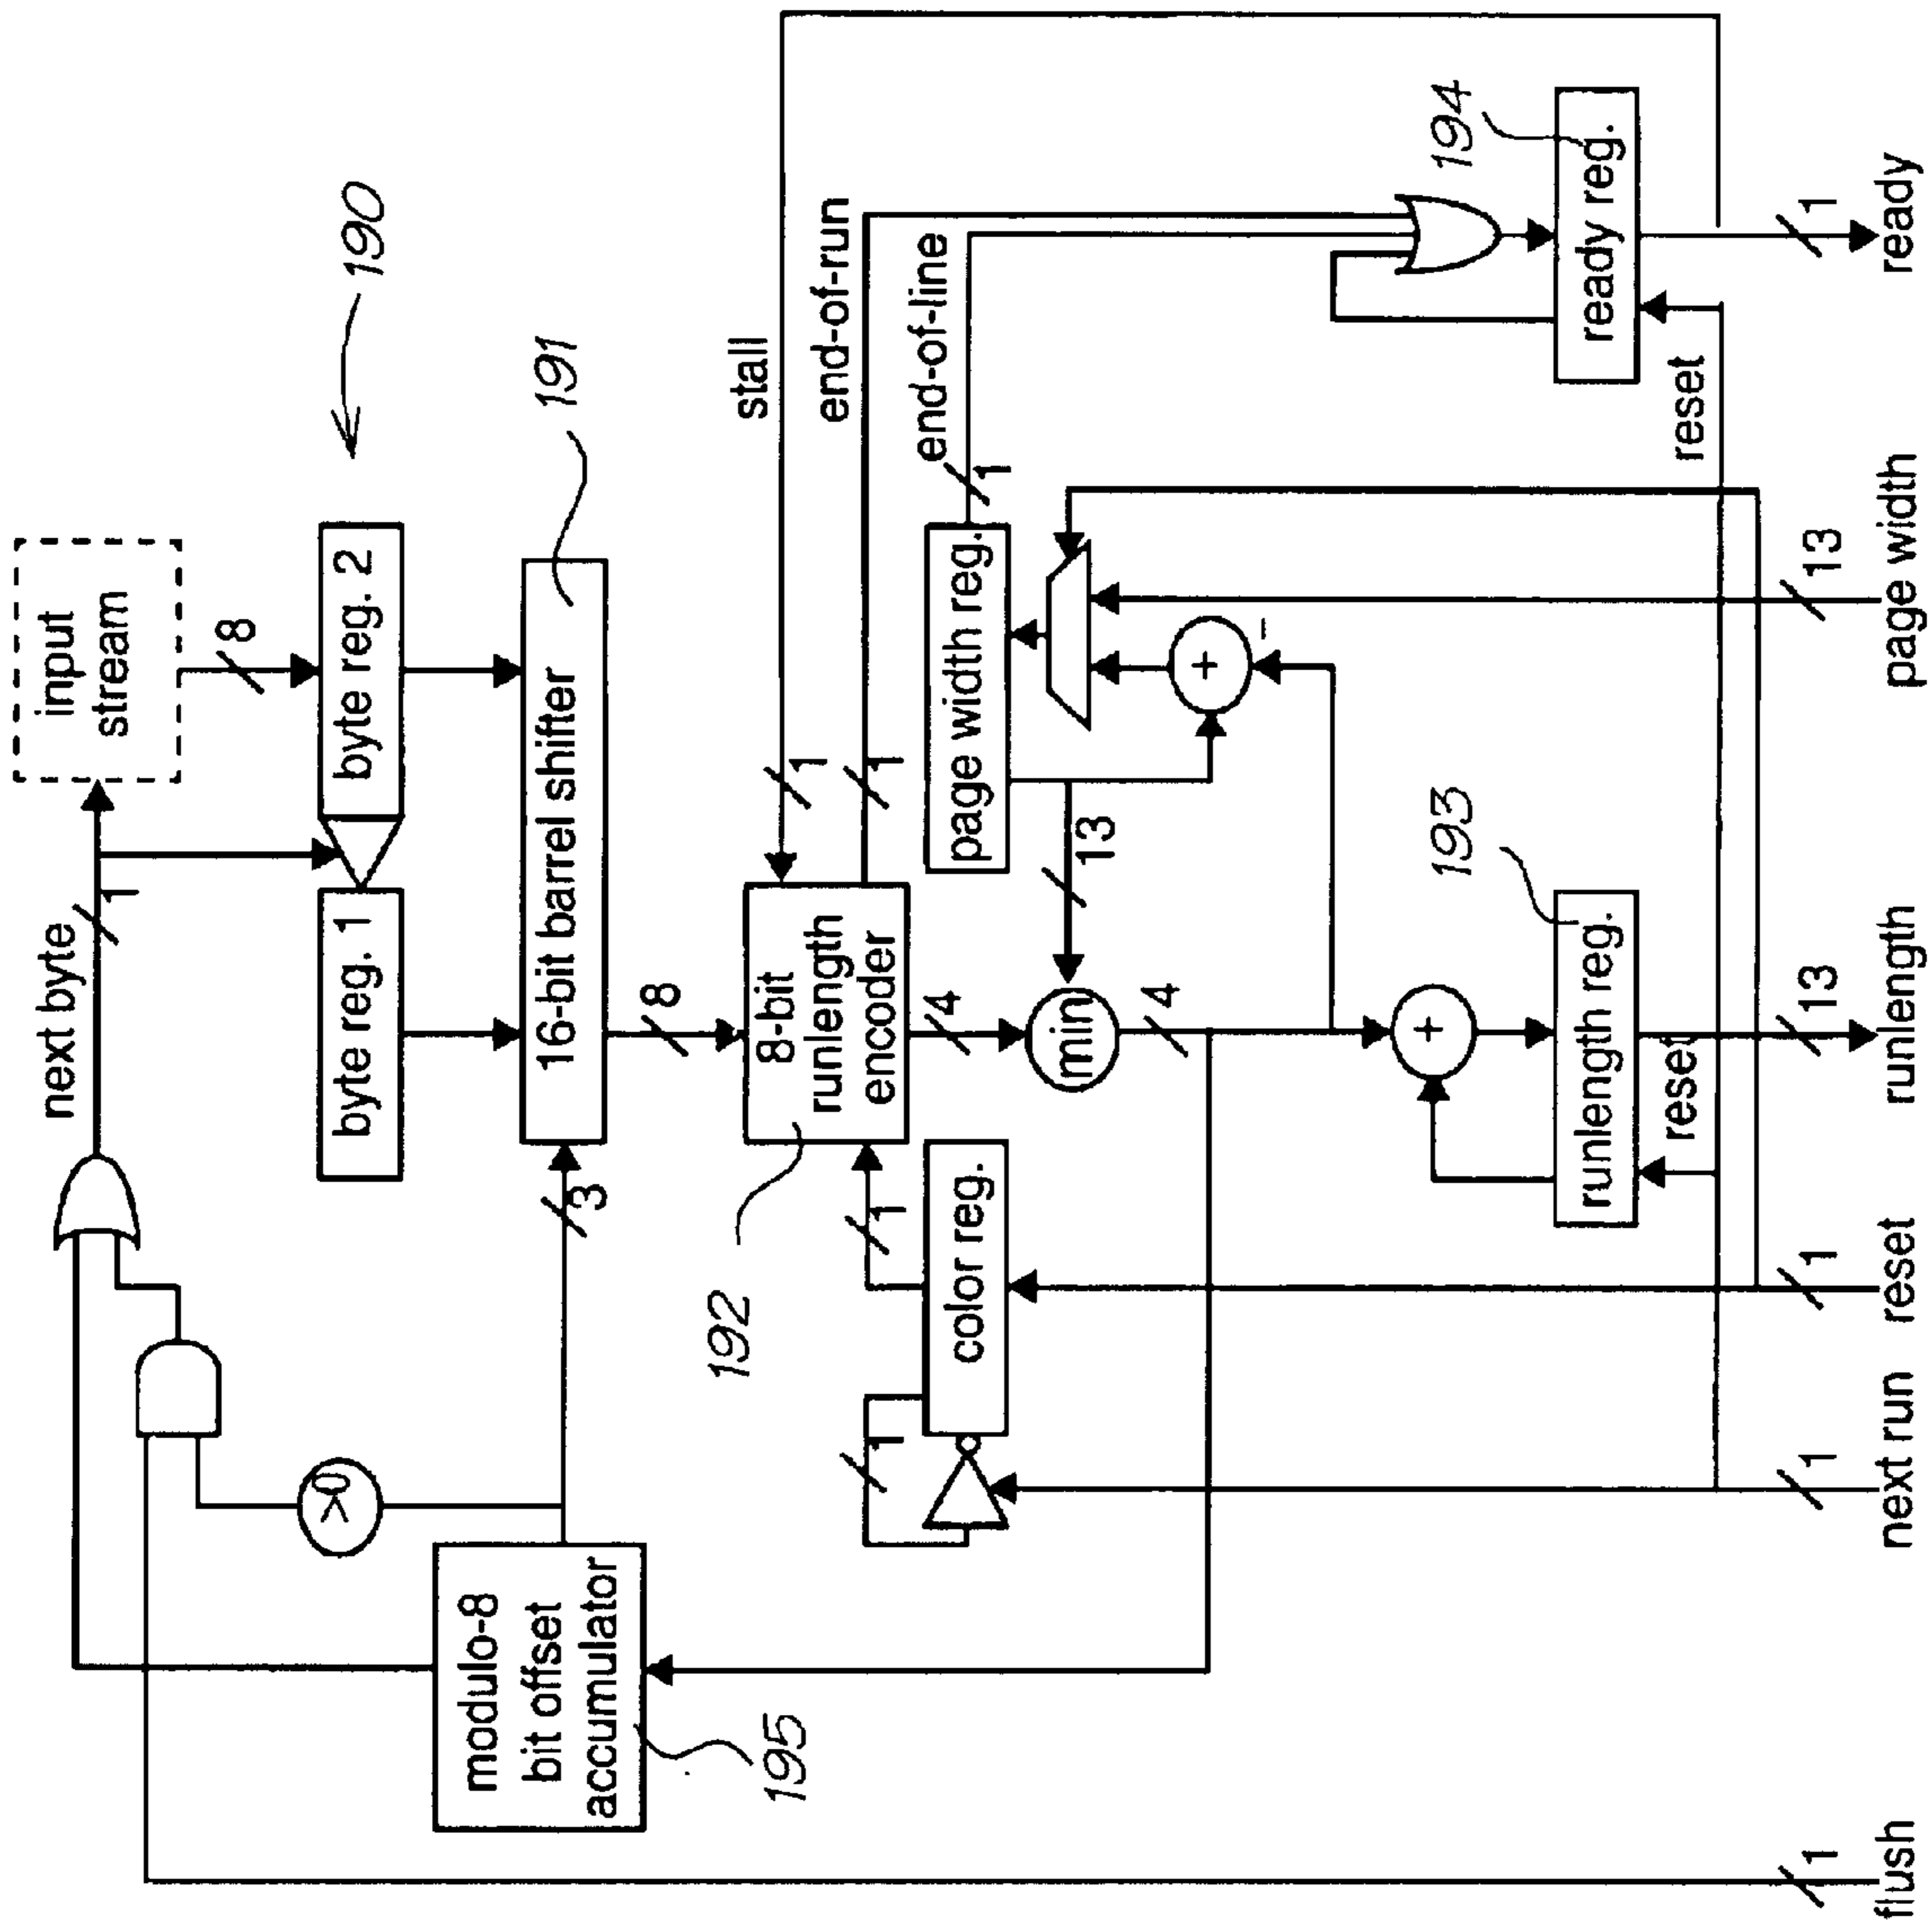 190
input
stream
next byte
1
8
byte reg. 1
byte reg. 2
191
16-bit barrel shifter
3
8
>0
modulo-8
bit offset
accumulator
195
192
8-bit
runlength
encoder
stall
1
end-of-run
1
end-of-line
1
page width reg.
13
4
min
4
+
-
color reg.
1
1
+
193
runlength reg.
reset
194
ready reg.
reset
1
flush
1
next run
1
reset
13
runlength
13
page width
1
ready